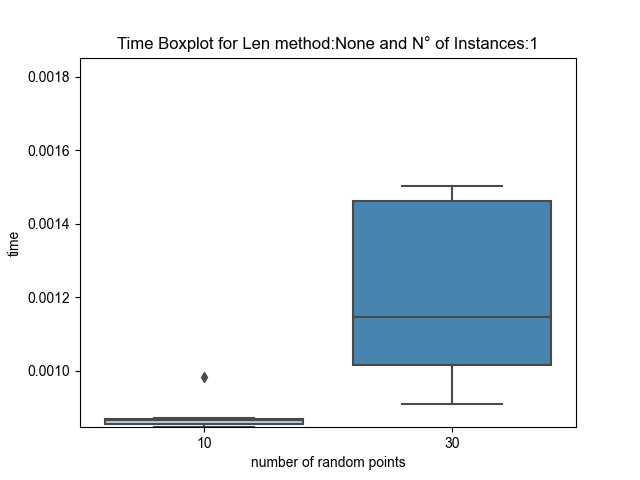 Time Boxplot for Len method:None and N° of Instances:1
0.0018
0.0016
0.0014
0.0012
0.0010
time
10
30
number of random points